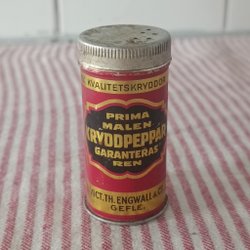 KVALITETSKRYDDOR
PRIMA
MALEN
KRYDDPEPPAR
GARANTERAS
REN
VICT. TH. ENGWALL & Co
GEFLE.